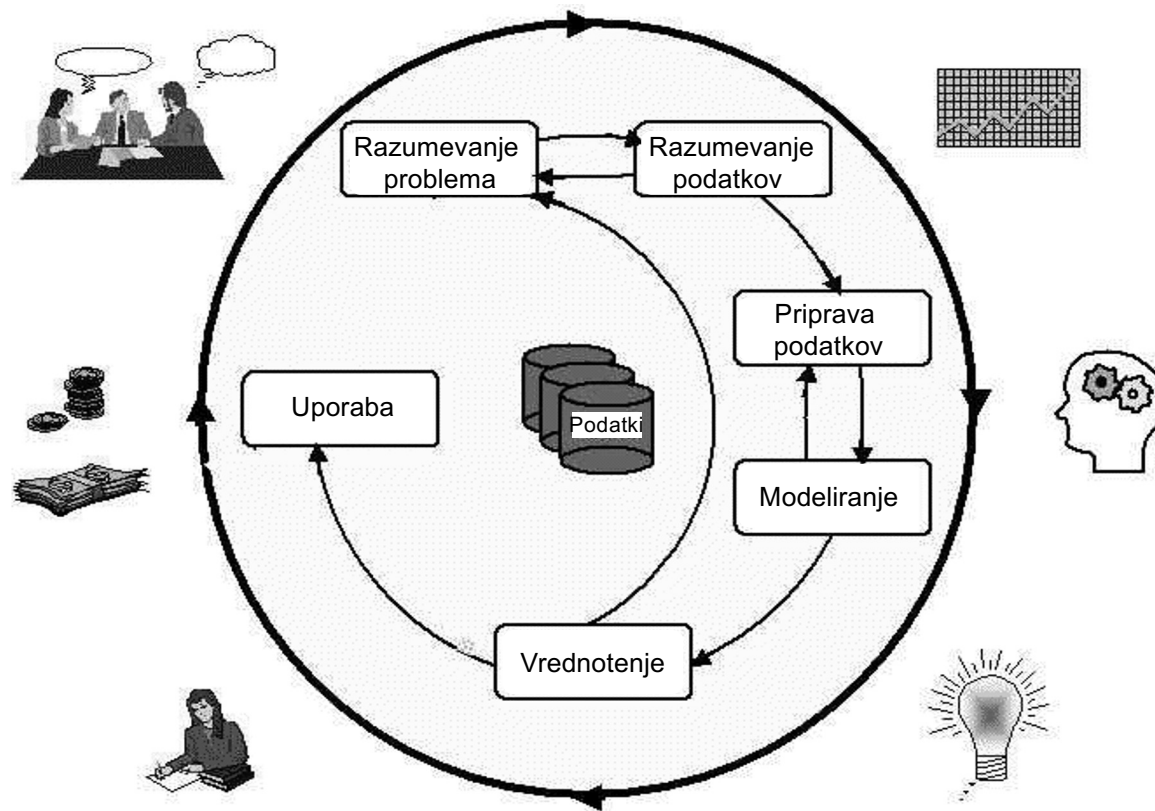 Razumevanje
problema
Razumevanje
podatkov
Priprava
podatkov
Uporaba
Podatki
Modeliranje
Vrednotenje